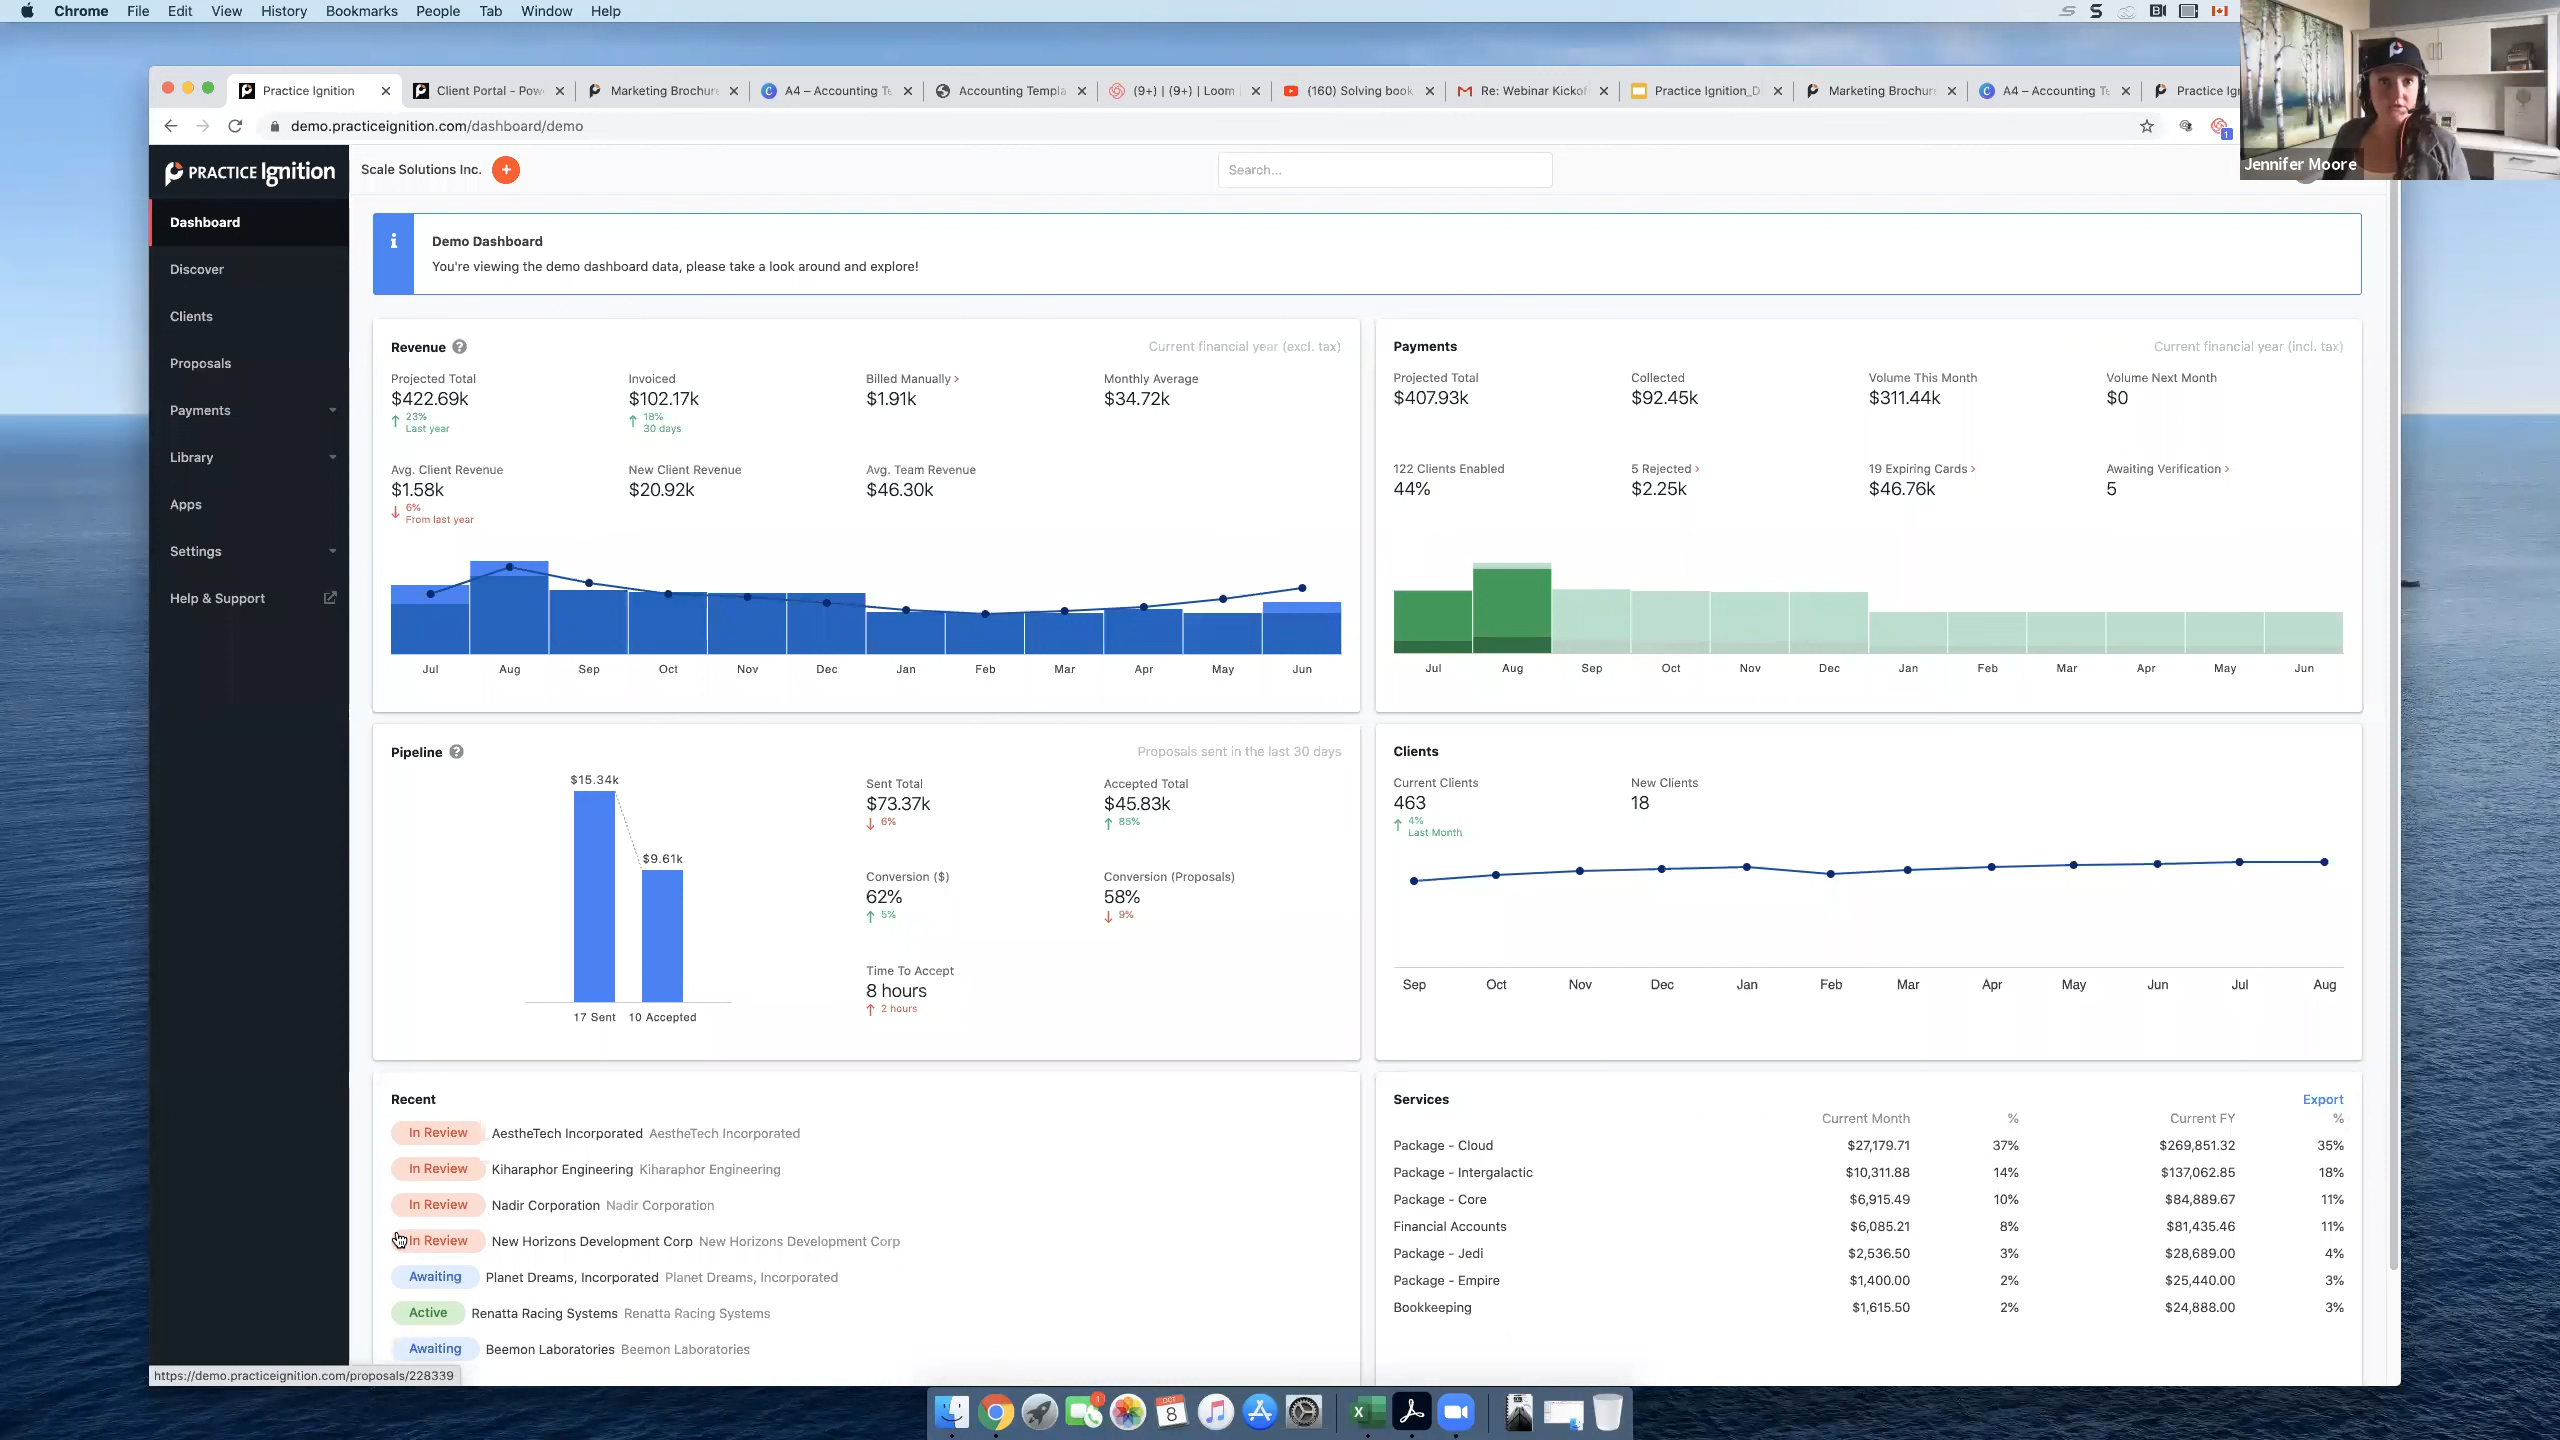 Chrome File Edit View History Bookmarks People Tab Window Help
Practice Ignition Client Portal - Pow Marketing Brochure A4 – Accounting Te Accounting Templa (9+) | (9+) | Loom (160) Solving book Re: Webinar Kickof Practice Ignition_D Marketing Brochur A4 – Accounting Te Practice Ign
demo.practiceignition.com/dashboard/demo
Jennifer Moore
PRACTICE Ignition
Scale Solutions Inc. +
Search...
Dashboard
Discover
Clients
Proposals
Payments
Library
Apps
Settings
Help & Support
Demo Dashboard
You're viewing the demo dashboard data, please take a look around and explore!
Revenue Current financial year (excl. tax)
Projected Total Invoiced Billed Manually > Monthly Average
$422.69k $102.17k $1.91k $34.72k
23% 18%
Last year 30 days
Avg. Client Revenue New Client Revenue Avg. Team Revenue
$1.58k $20.92k $46.30k
6%
From last year
Jul Aug Sep Oct Nov Dec Jan Feb Mar Apr May Jun
Payments Current financial year (incl. tax)
Projected Total Collected Volume This Month Volume Next Month
$407.93k $92.45k $311.44k $0
122 Clients Enabled 5 Rejected > 19 Expiring Cards > Awaiting Verification >
44% $2.25k $46.76k 5
Jul Aug Sep Oct Nov Dec Jan Feb Mar Apr May Jun
Pipeline Proposals sent in the last 30 days
$15.34k
$9.61k
17 Sent 10 Accepted
Sent Total Accepted Total
$73.37k $45.83k
6% 85%
Conversion ($) Conversion (Proposals)
62% 58%
5% 9%
Time To Accept
8 hours
2 hours
Clients
Current Clients New Clients
463 18
4%
Last Month
Sep Oct Nov Dec Jan Feb Mar Apr May Jun Jul Aug
Recent
In Review AestheTech Incorporated AestheTech Incorporated
In Review Kiharaphor Engineering Kiharaphor Engineering
In Review Nadir Corporation Nadir Corporation
In Review New Horizons Development Corp New Horizons Development Corp
Awaiting Planet Dreams, Incorporated Planet Dreams, Incorporated
Active Renatta Racing Systems Renatta Racing Systems
Awaiting Beemon Laboratories Beemon Laboratories
Services Export
Current Month % Current FY %
Package - Cloud $27,179.71 37% $269,851.32 35%
Package - Intergalactic $10,311.88 14% $137,062.85 18%
Package - Core $6,915.49 10% $84,889.67 11%
Financial Accounts $6,085.21 8% $81,435.46 11%
Package - Jedi $2,536.50 3% $28,689.00 4%
Package - Empire $1,400.00 2% $25,440.00 3%
Bookkeeping $1,615.50 2% $24,888.00 3%
https://demo.practiceignition.com/proposals/228339
OCT
8